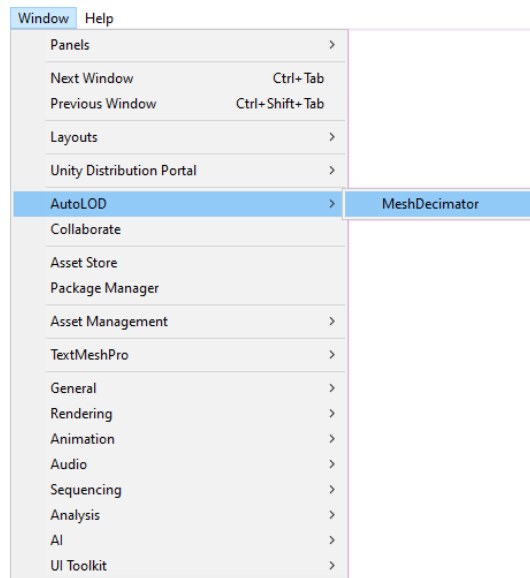 Window Help
Panels
Next Window Ctrl+Tab
Previous Window Ctrl+Shift+Tab
Layouts
Unity Distribution Portal
AutoLOD MeshDecimator
Collaborate
Asset Store
Package Manager
Asset Management
TextMeshPro
General
Rendering
Animation
Audio
Sequencing
Analysis
AI
UI Toolkit